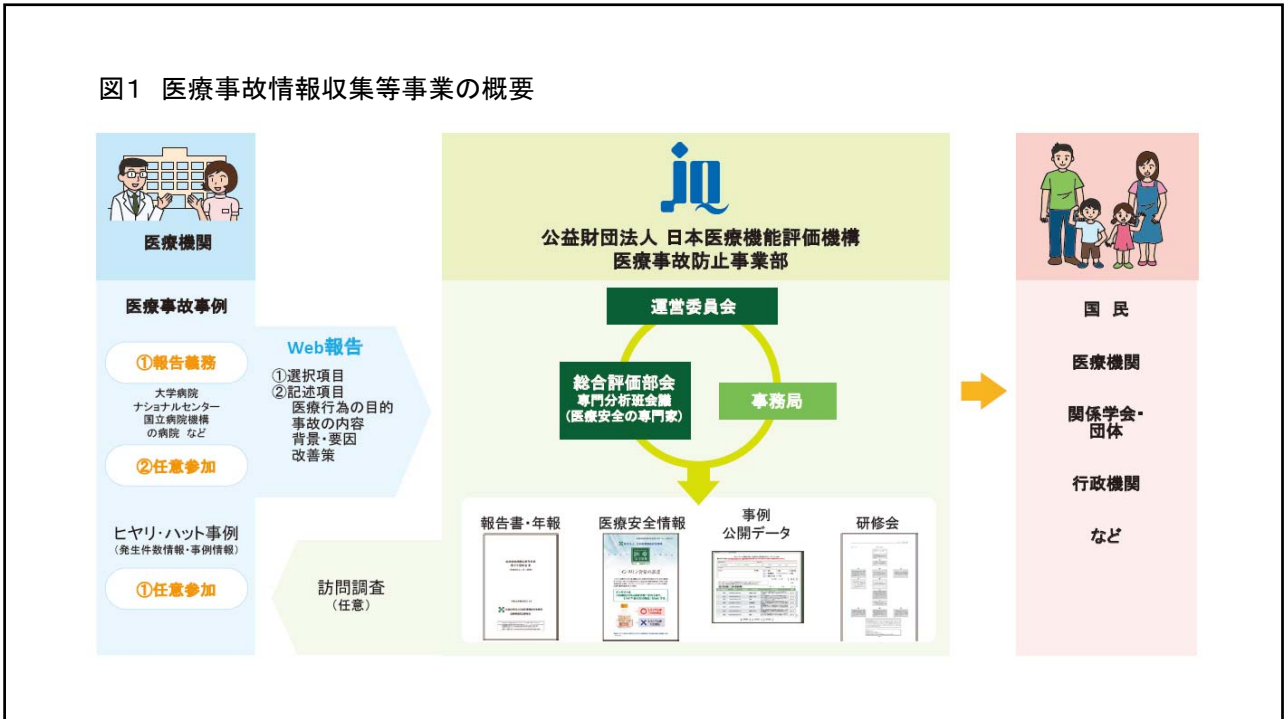 図1 医療事故情報収集等事業の概要
医療機関
医療事故事例
①報告義務
大学病院
ナショナルセンター
国立病院機構
の病院 など
②任意参加
ヒヤリ・ハット事例
(発生件数情報・事例情報)
①任意参加
Web報告
①選択項目
②記述項目
医療行為の目的
事故の内容
背景・要因
改善策
訪問調査
(任意)
jq
公益財団法人 日本医療機能評価機構
医療事故防止事業部
運営委員会
総合評価部会
専門分析班会議
(医療安全の専門家)
事務局
報告書・年報
医療安全情報
事例
公開データ
研修会
国 民
医療機関
関係学会・
団体
行政機関
など